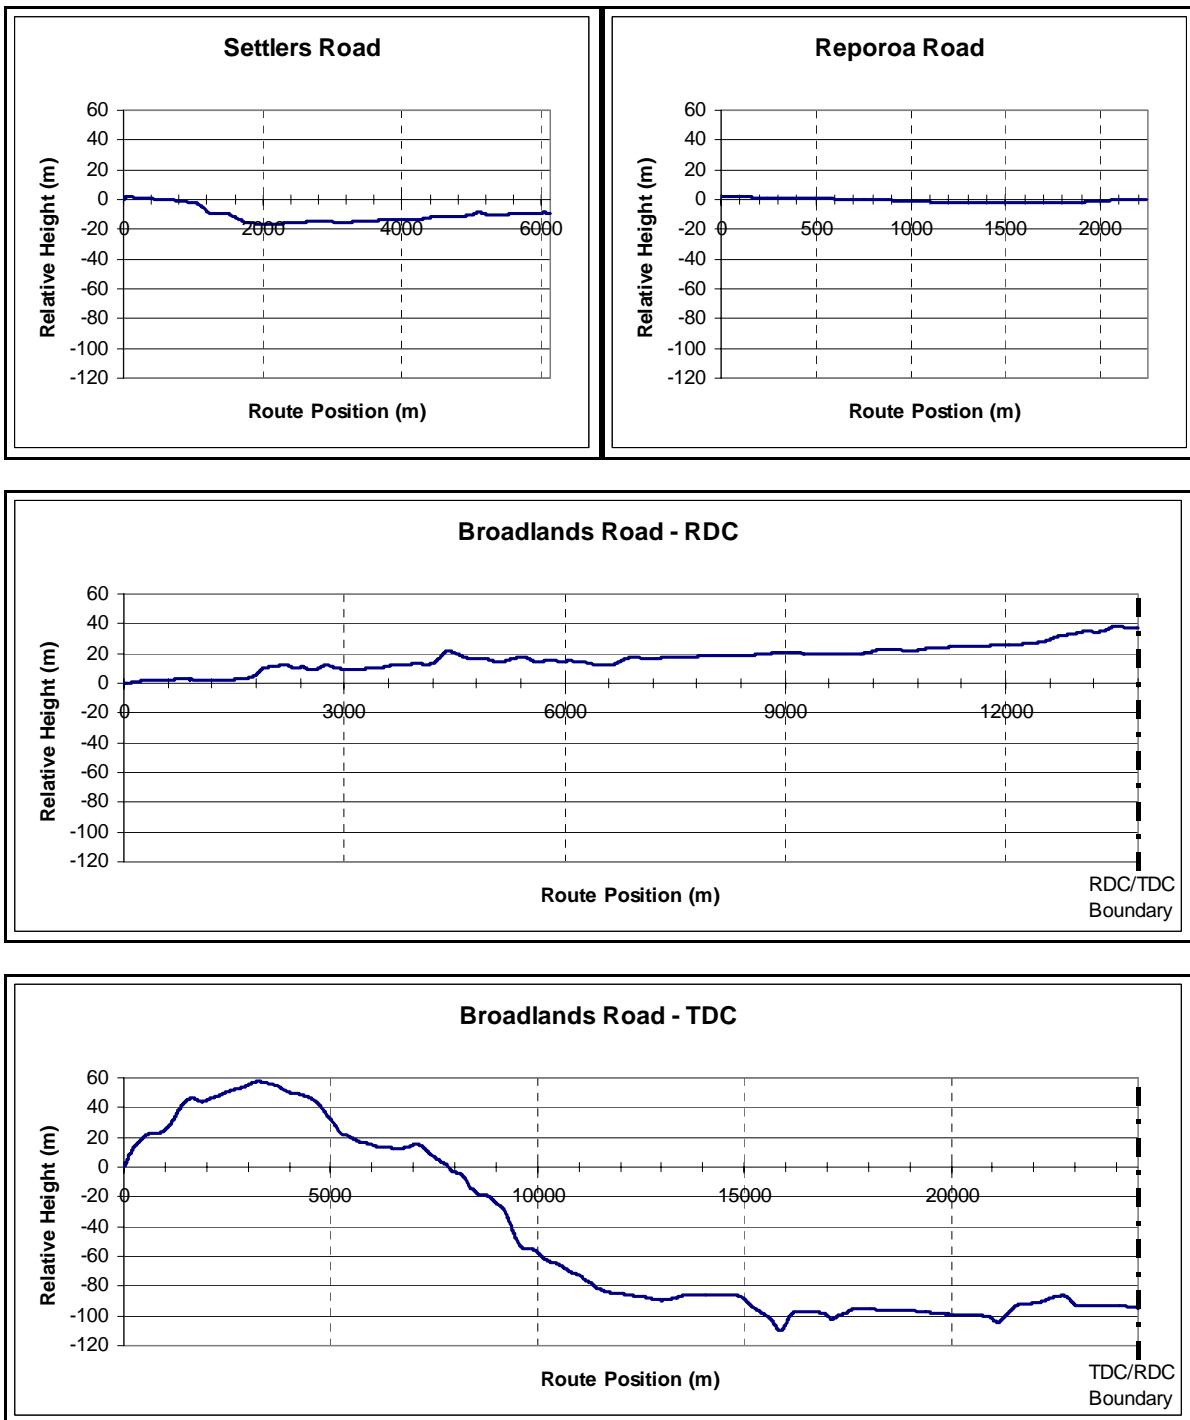 Settlers Road
60
40
20
0
-20
-40
-60
-80
-100
-120
0 2000 4000 6000
Relative Height (m)
Route Position (m)
Reporoa Road
60
40
20
0
-20
-40
-60
-80
-100
-120
0 500 1000 1500 2000
Relative Height (m)
Route Postion (m)
Broadlands Road - RDC
60
40
20
0
-20
-40
-60
-80
-100
-120
0 3000 6000 9000 12000
Relative Height (m)
Route Position (m)
RDC/TDC
Boundary
Broadlands Road - TDC
60
40
20
0
-20
-40
-60
-80
-100
-120
0 5000 10000 15000 20000
Relative Height (m)
Route Position (m)
TDC/RDC
Boundary